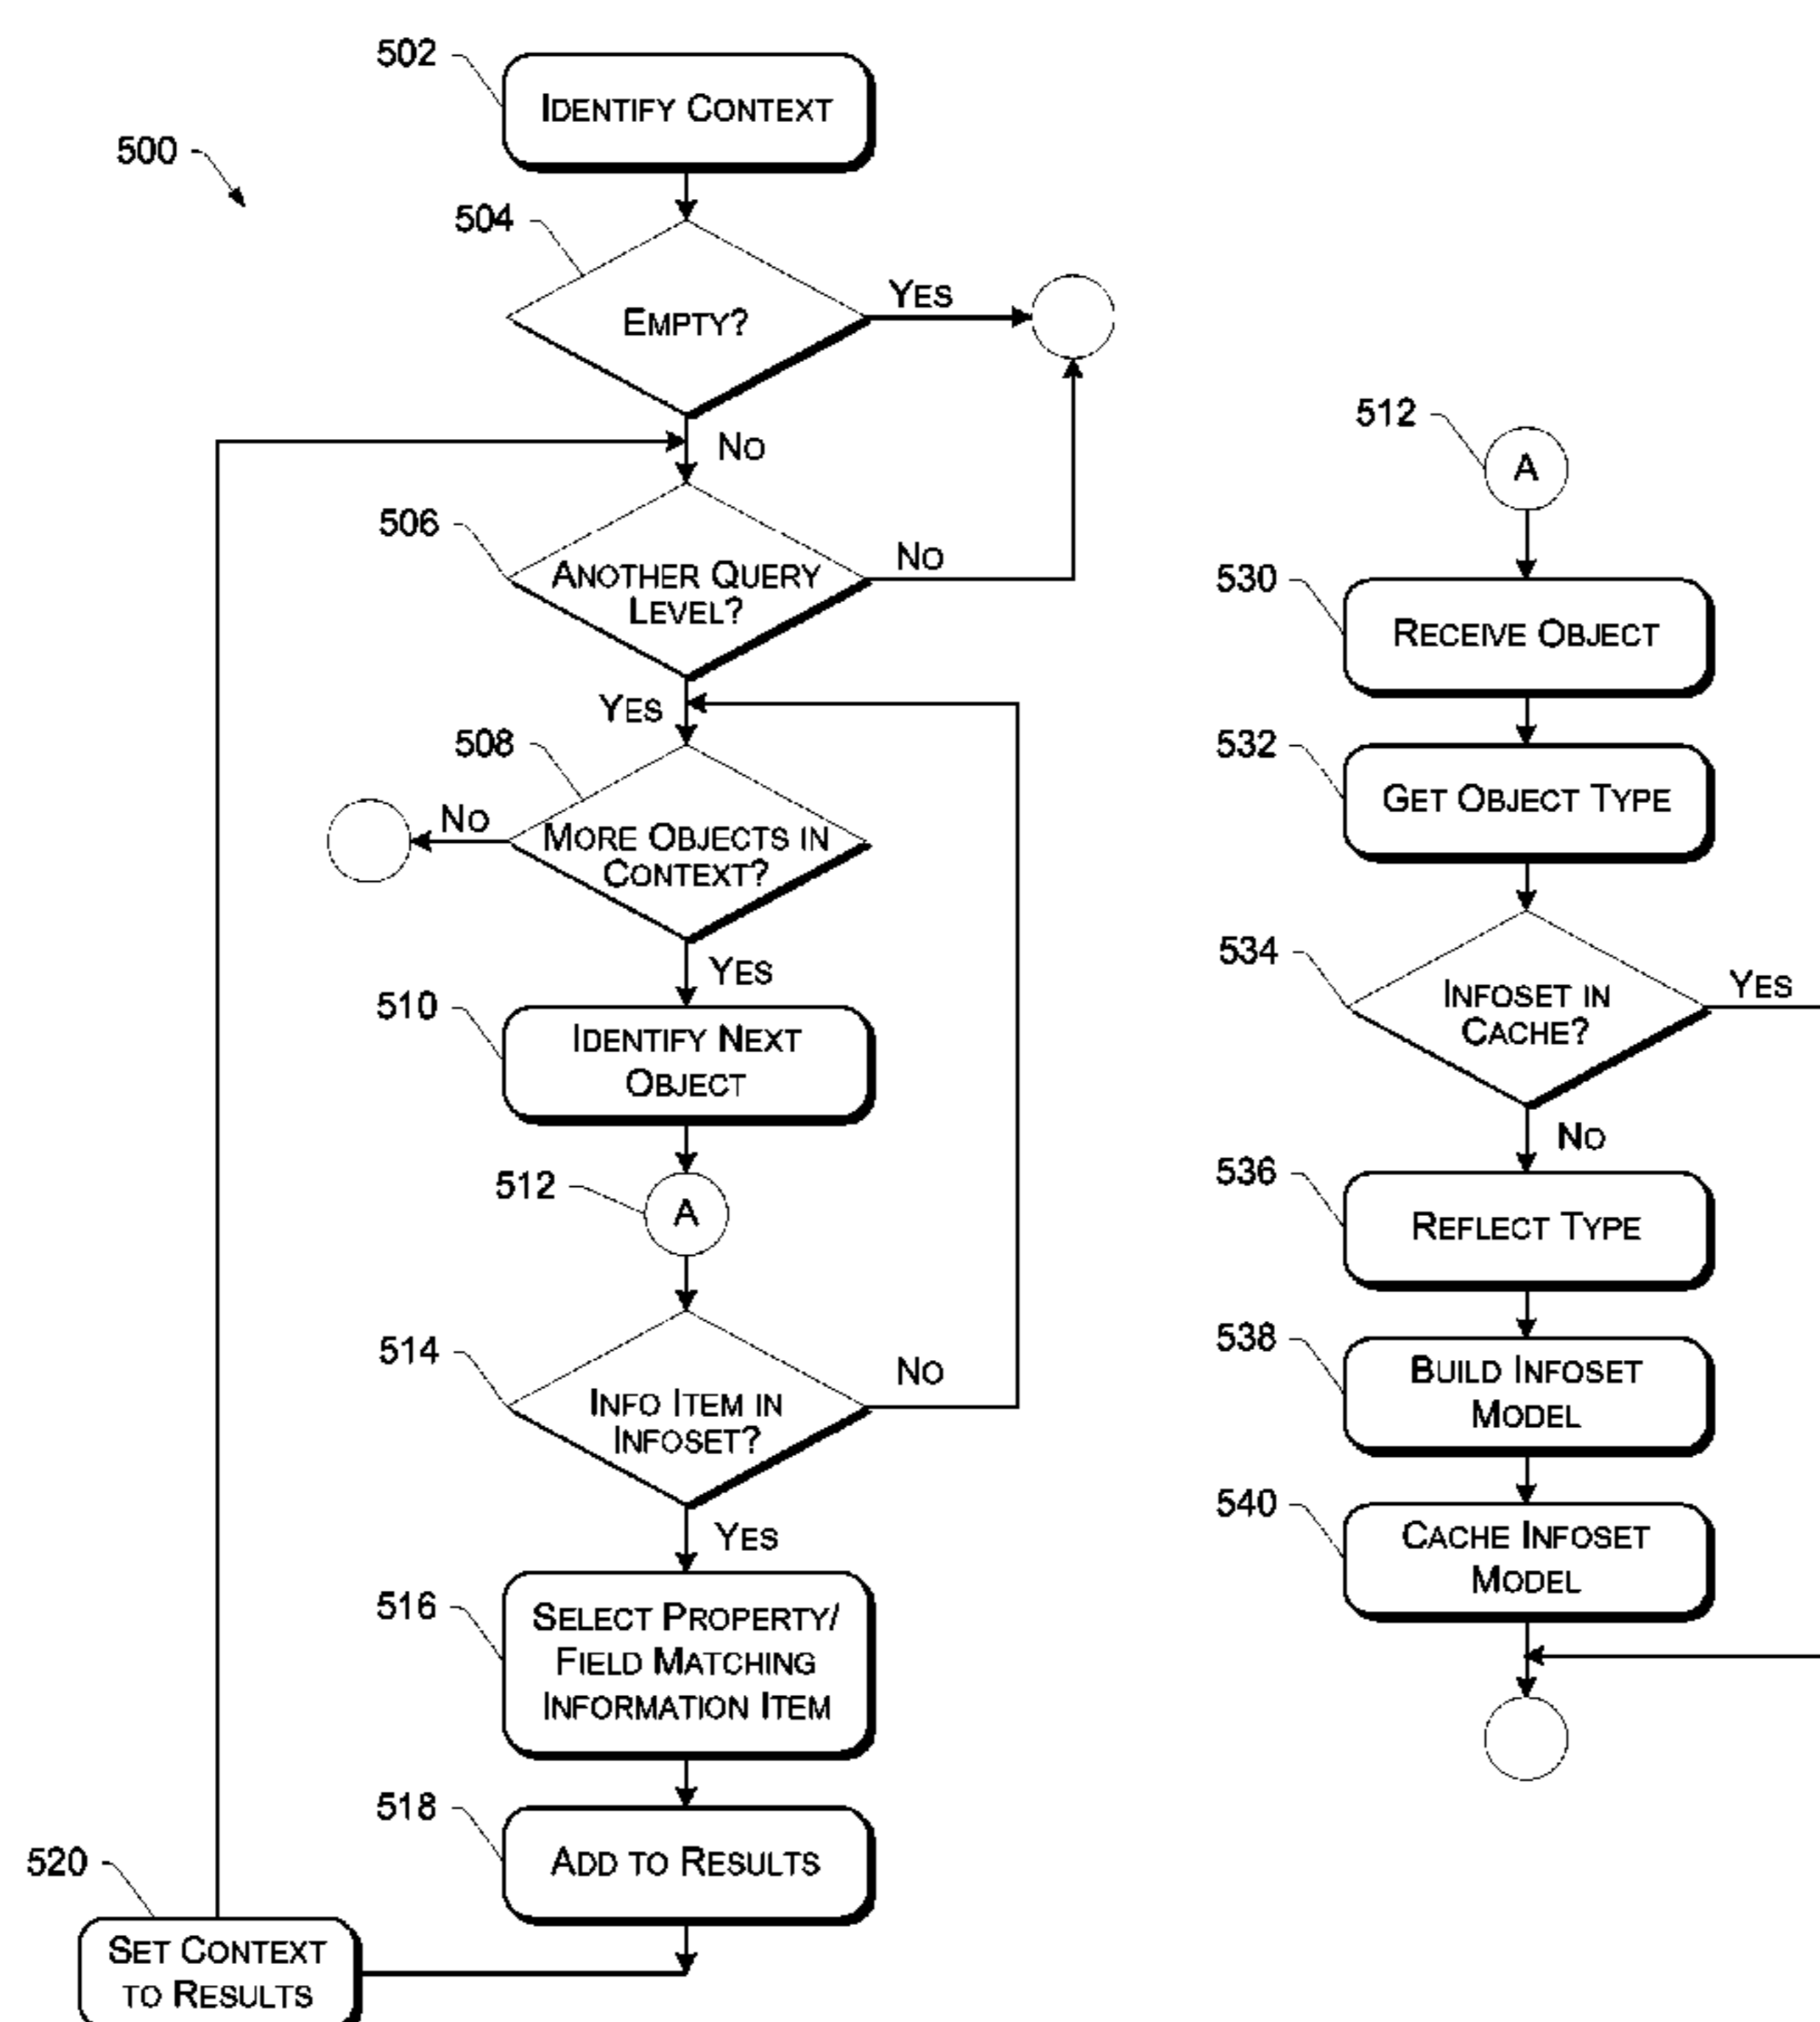 500
502
IDENTIFY CONTEXT
504
EMPTY?
YES
NO
506
ANOTHER QUERY
LEVEL?
NO
YES
508
MORE OBJECTS IN
CONTEXT?
NO
YES
510
IDENTIFY NEXT
OBJECT
512
A
514
INFO ITEM IN
INFOSET?
NO
YES
516
SELECT PROPERTY/
FIELD MATCHING
INFORMATION ITEM
518
ADD TO RESULTS
520
SET CONTEXT
TO RESULTS
512
A
530
RECEIVE OBJECT
532
GET OBJECT TYPE
534
INFOSET IN
CACHE?
YES
NO
536
REFLECT TYPE
538
BUILD INFOSET
MODEL
540
CACHE INFOSET
MODEL